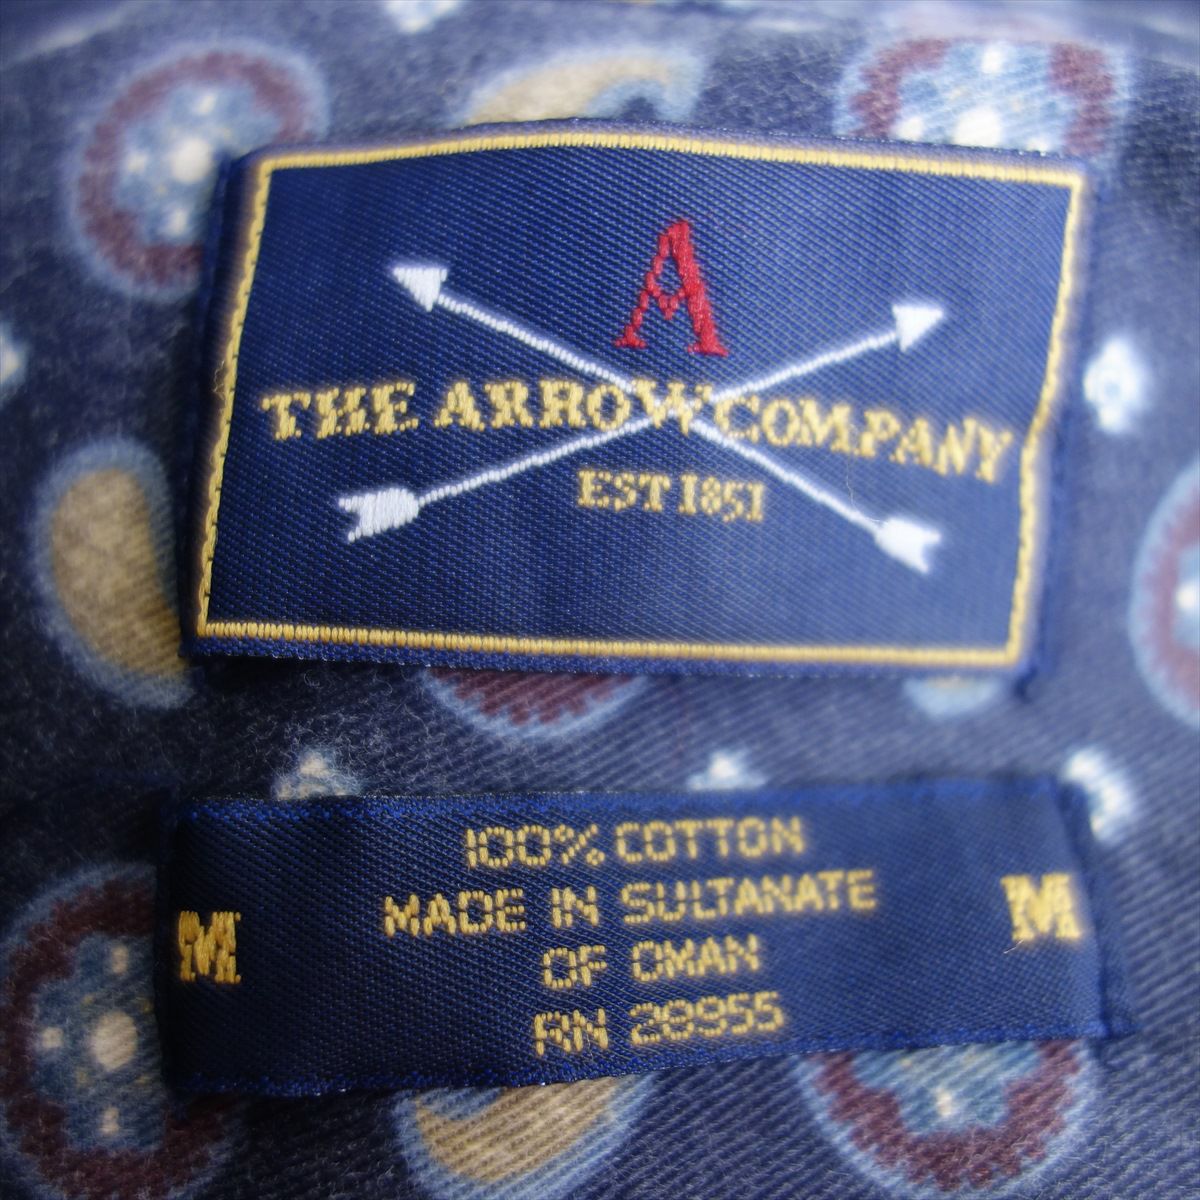 A
THE ARROW COMPANY
EST 1851
100% COTTON
MADE IN SULTANATE
OF OMAN
RN 28955
M
M